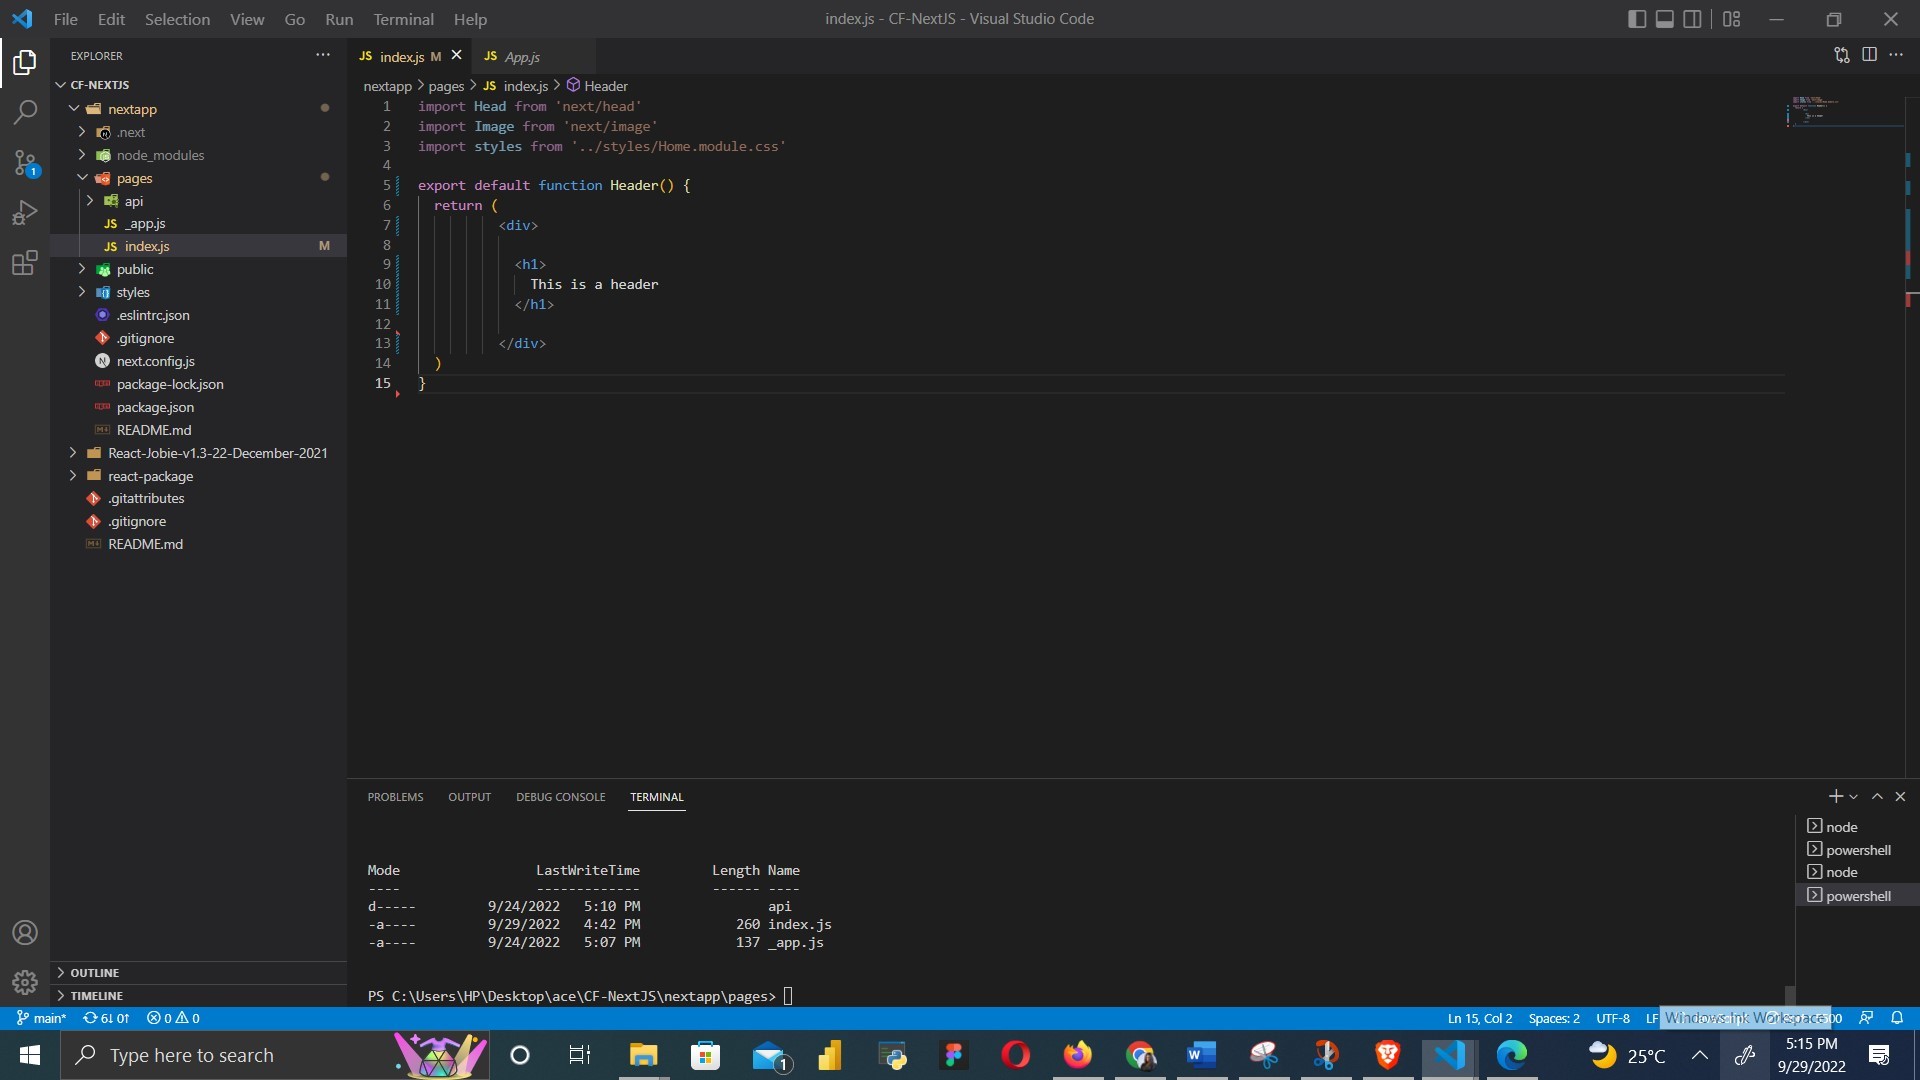 File Edit Selection View Go Run Terminal Help
index.js - CF-NextJS - Visual Studio Code
EXPLORER
CF-NEXTJS
nextapp
.next
node_modules
pages
api
JS _app.js
JS index.js M
public
styles
.eslintrc.json
.gitignore
next.config.js
package-lock.json
package.json
README.md
React-Jobie-v1.3-22-December-2021
react-package
.gitattributes
.gitignore
README.md
OUTLINE
TIMELINE
1
JS index.js M JS App.js
nextapp > pages > JS index.js > Header
1 import Head from 'next/head'
2 import Image from 'next/image'
3 import styles from '../styles/Home.module.css'
4
5 export default function Header() {
6 return (
7 <div>
8
9 <h1>
10 This is a header
11 </h1>
12
13 </div>
14 )
15 }
PROBLEMS OUTPUT DEBUG CONSOLE TERMINAL
node
powershell
node
powershell
Mode LastWriteTime Length Name
---- ------------- ------ ----
d----- 9/24/2022 5:10 PM api
-a---- 9/29/2022 4:42 PM 260 index.js
-a---- 9/24/2022 5:07 PM 137 _app.js
PS C:\Users\HP\Desktop\ace\CF-NextJS\nextapp\pages>
main* 6↓ 0↑ 0 0
Ln 15, Col 2 Spaces: 2 UTF-8 LF
Windows Ink Workspace
Type here to search
1
25°C
5:15 PM
9/29/2022